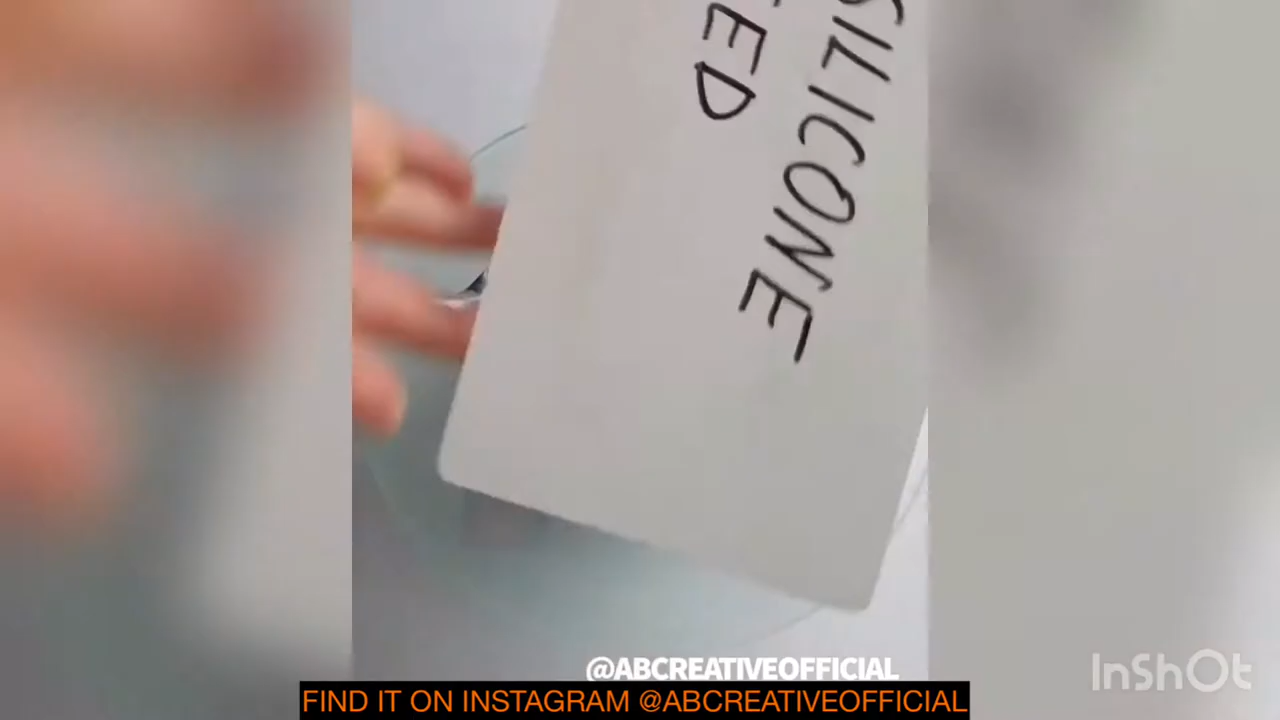 SILICONE
ED
@ABCREATIVEOFFICIAL
FIND IT ON INSTAGRAM @ABCREATIVEOFFICIAL
InShOt